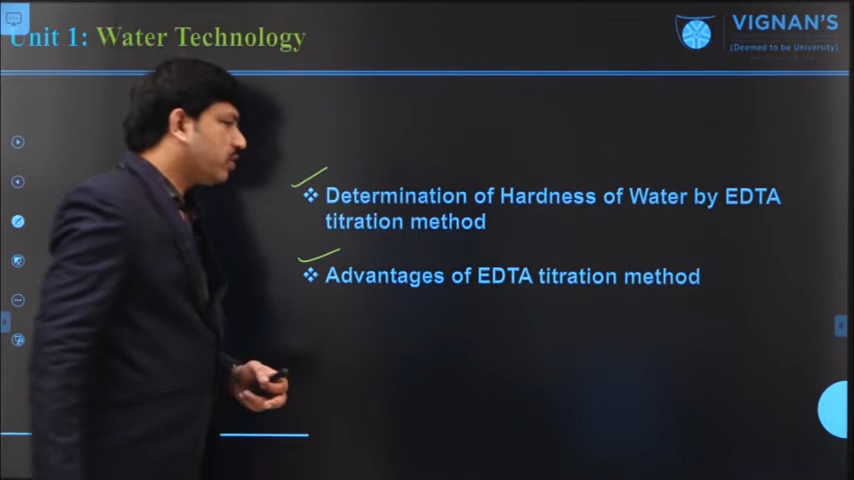 Unit 1: Water Technology
VIGNAN'S
(Deemed to be University)
Determination of Hardness of Water by EDTA
titration method
Advantages of EDTA titration method